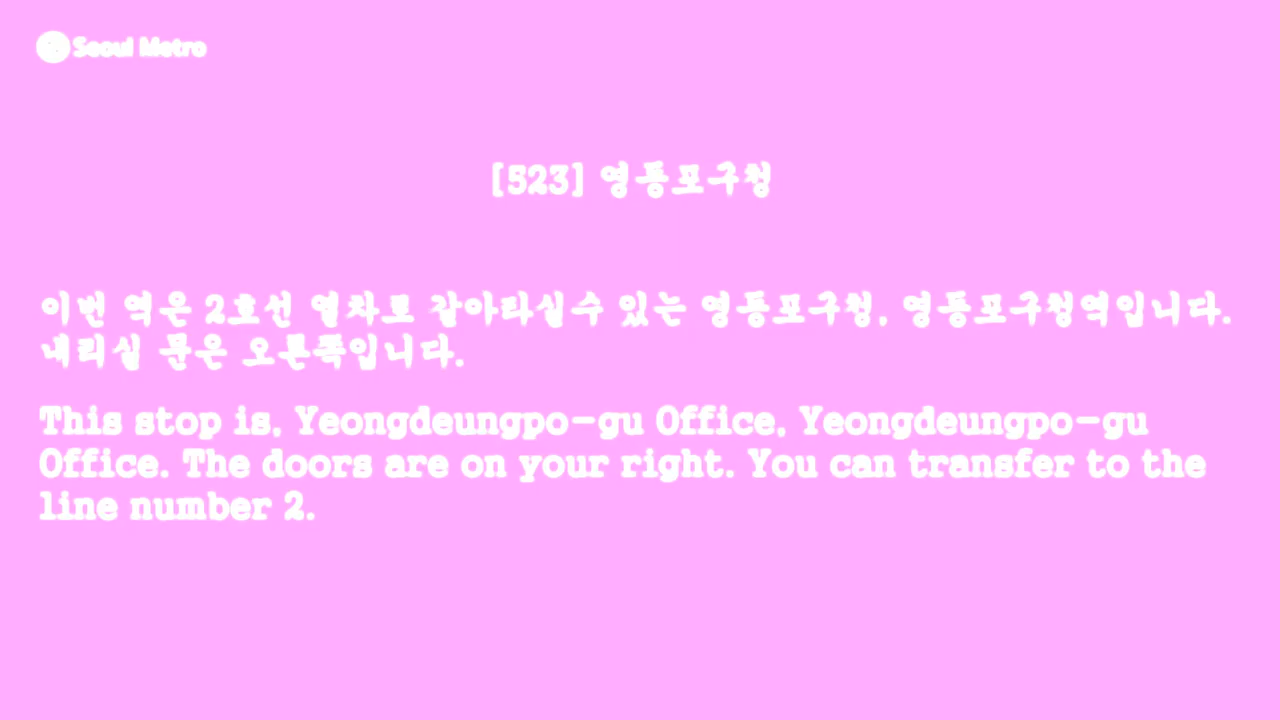 Seoul Metro
[523] 영등포구청
이번 역은 2호선 열차로 갈아타실수 있는 영등포구청, 영등포구청역입니다.
내리실 문은 오른쪽입니다.
This stop is, Yeongdeungpo-gu Office, Yeongdeungpo-gu
Office. The doors are on your right. You can transfer to the
line number 2.